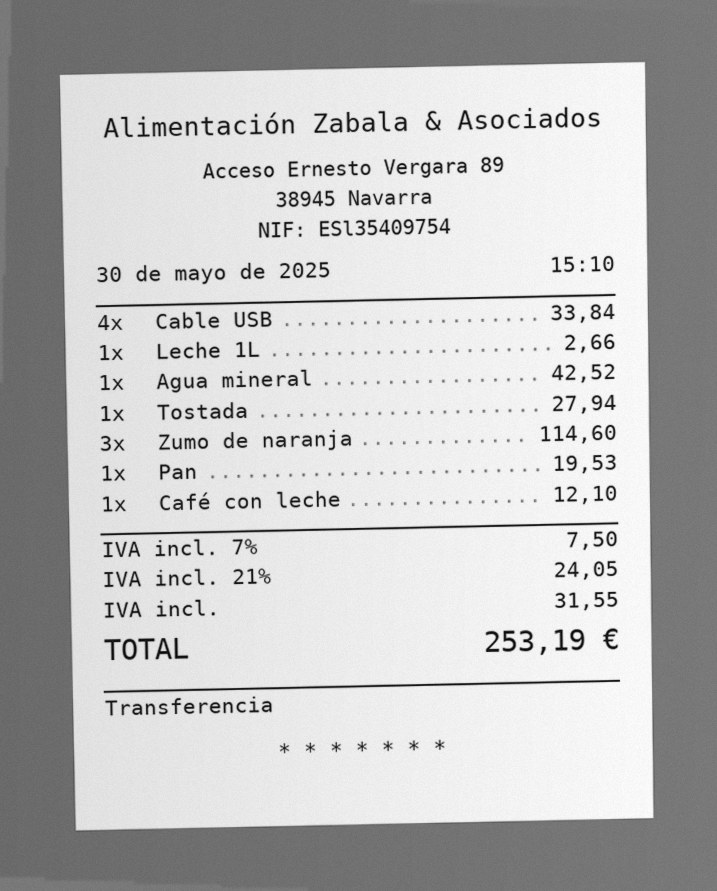 Alimentación Zabala & Asociados
Acceso Ernesto Vergara 89
38945 Navarra
NIF: ESl35409754
30 de mayo de 2025 15:10
4x Cable USB ..................... 33,84
1x Leche 1L ...................... 2,66
1x Agua mineral ................. 42,52
1x Tostada ...................... 27,94
3x Zumo de naranja ............. 114,60
1x Pan .......................... 19,53
1x Café con leche ............... 12,10
IVA incl. 7% 7,50
IVA incl. 21% 24,05
IVA incl. 31,55
TOTAL 253,19 €
Transferencia
* * * * * * *